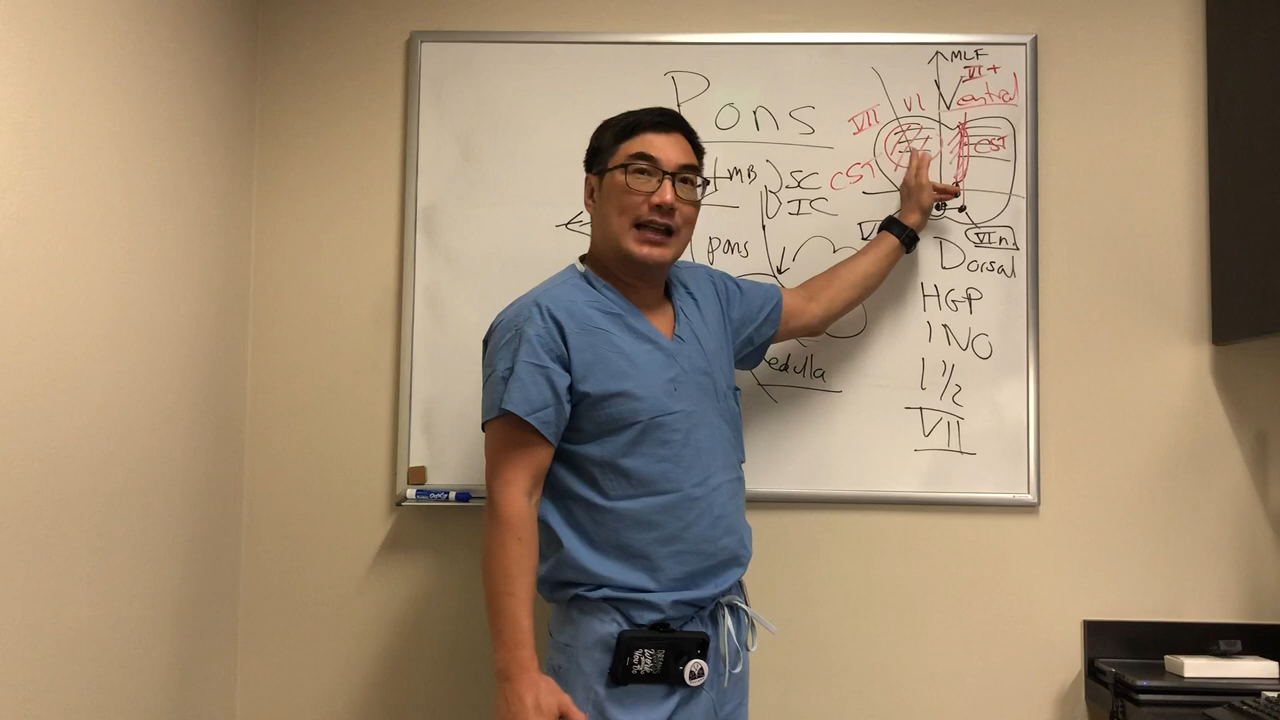 Pons
MB
SC
IC
pons
edulla
MLF
VI +
Ventral
VII
VI
CST
CST
VI n.
Dorsal
HGP
INO
1 1/2
VII
EXPO